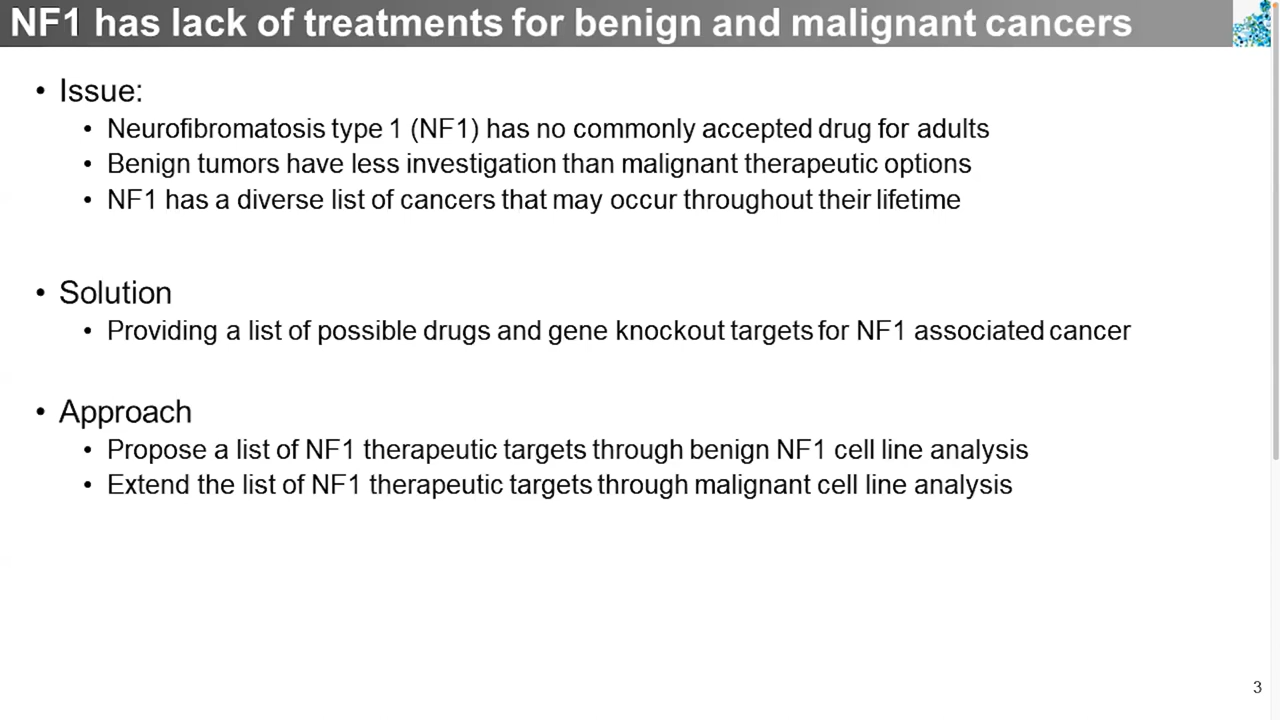 NF1 has lack of treatments for benign and malignant cancers
• Issue:
• Neurofibromatosis type 1 (NF1) has no commonly accepted drug for adults
• Benign tumors have less investigation than malignant therapeutic options
• NF1 has a diverse list of cancers that may occur throughout their lifetime
• Solution
• Providing a list of possible drugs and gene knockout targets for NF1 associated cancer
• Approach
• Propose a list of NF1 therapeutic targets through benign NF1 cell line analysis
• Extend the list of NF1 therapeutic targets through malignant cell line analysis
3